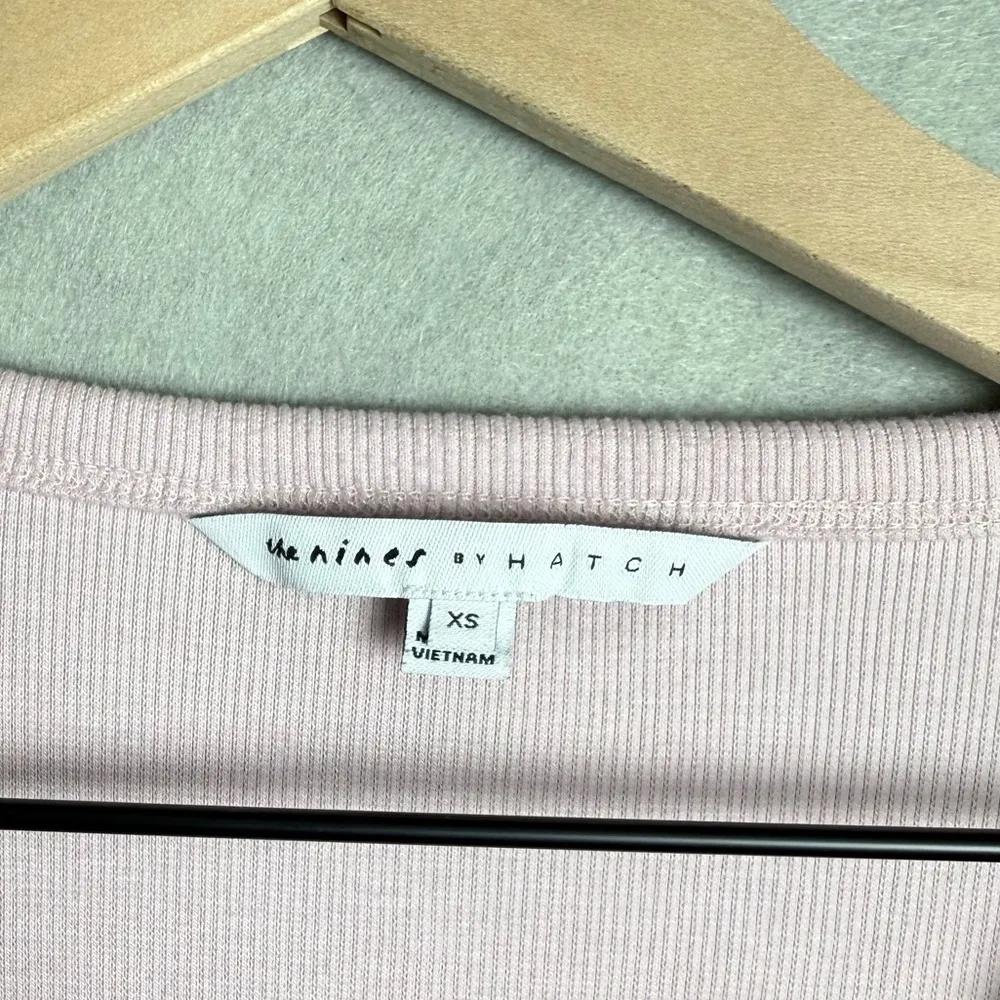 the nines BY HATCH
XS
N
VIETNAM